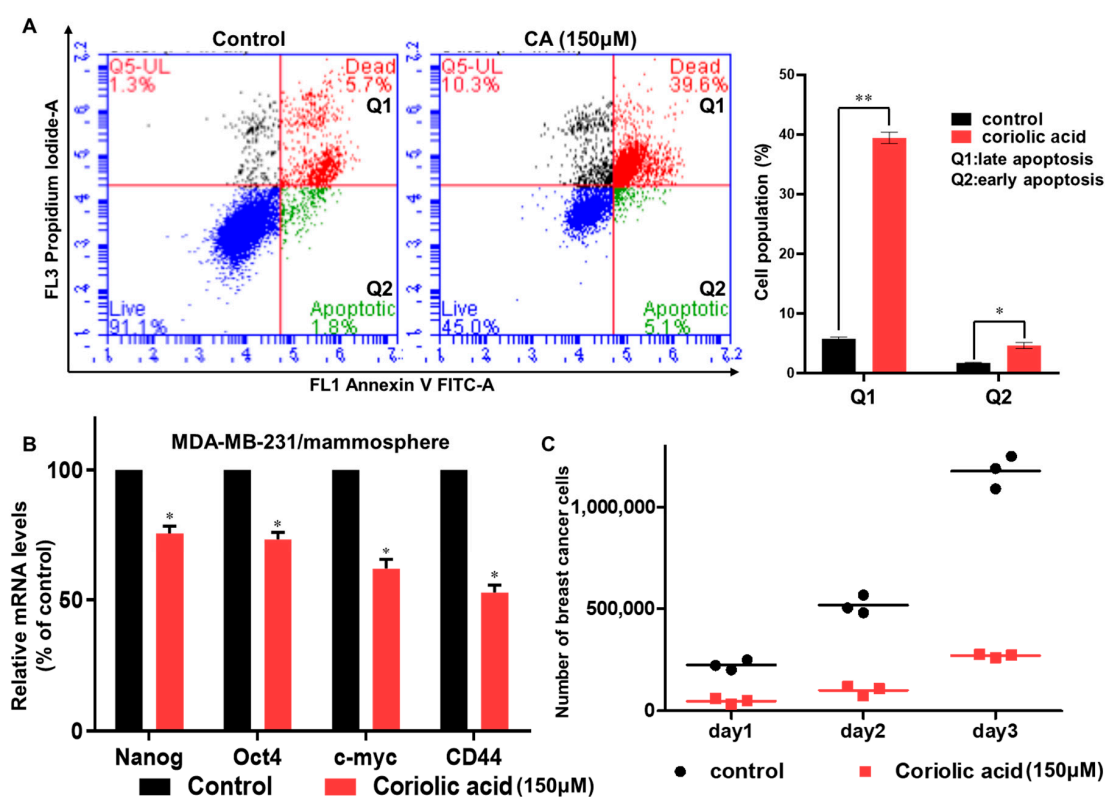 A
Control
CA (150μM)
FL3 Propidium Iodide-A
Q5-UL
1.3%
Dead
5.7%
Q1
Live
91.1%
Q2
Apoptotic
1.8%
Q5-UL
10.3%
Dead
39.6%
Q1
Live
45.0%
Q2
Apoptotic
5.1%
FL1 Annexin V FITC-A
Cell population (%)
50
40
30
20
10
0
**
*
Q1
Q2
control
coriolic acid
Q1:late apoptosis
Q2:early apoptosis
B
MDA-MB-231/mammosphere
Relative mRNA levels
(% of control)
100
50
0
*
*
*
*
Nanog
Oct4
c-myc
CD44
Control
Coriolic acid (150μM)
C
Number of breast cancer cells
1,000,000
500,000
0
day1
day2
day3
control
Coriolic acid (150μM)